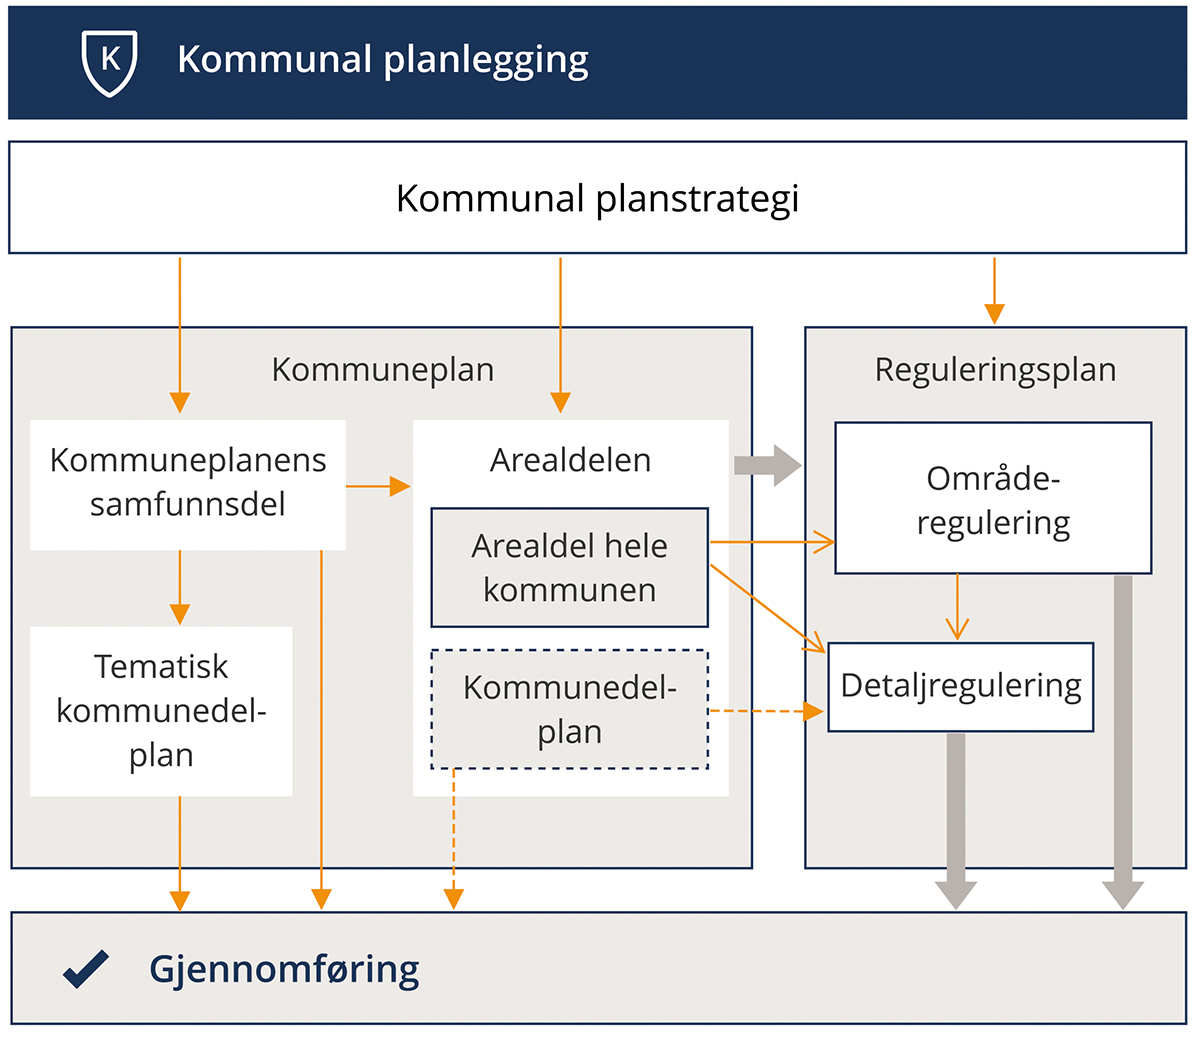 K
Kommunal planlegging
Kommunal planstrategi
Kommuneplan
Kommuneplanens
samfunnsdel
Tematisk
kommunedel-
plan
Arealdelen
Arealdel hele
kommunen
Kommunedel-
plan
Reguleringsplan
Område-
regulering
Detaljregulering
Gjennomføring